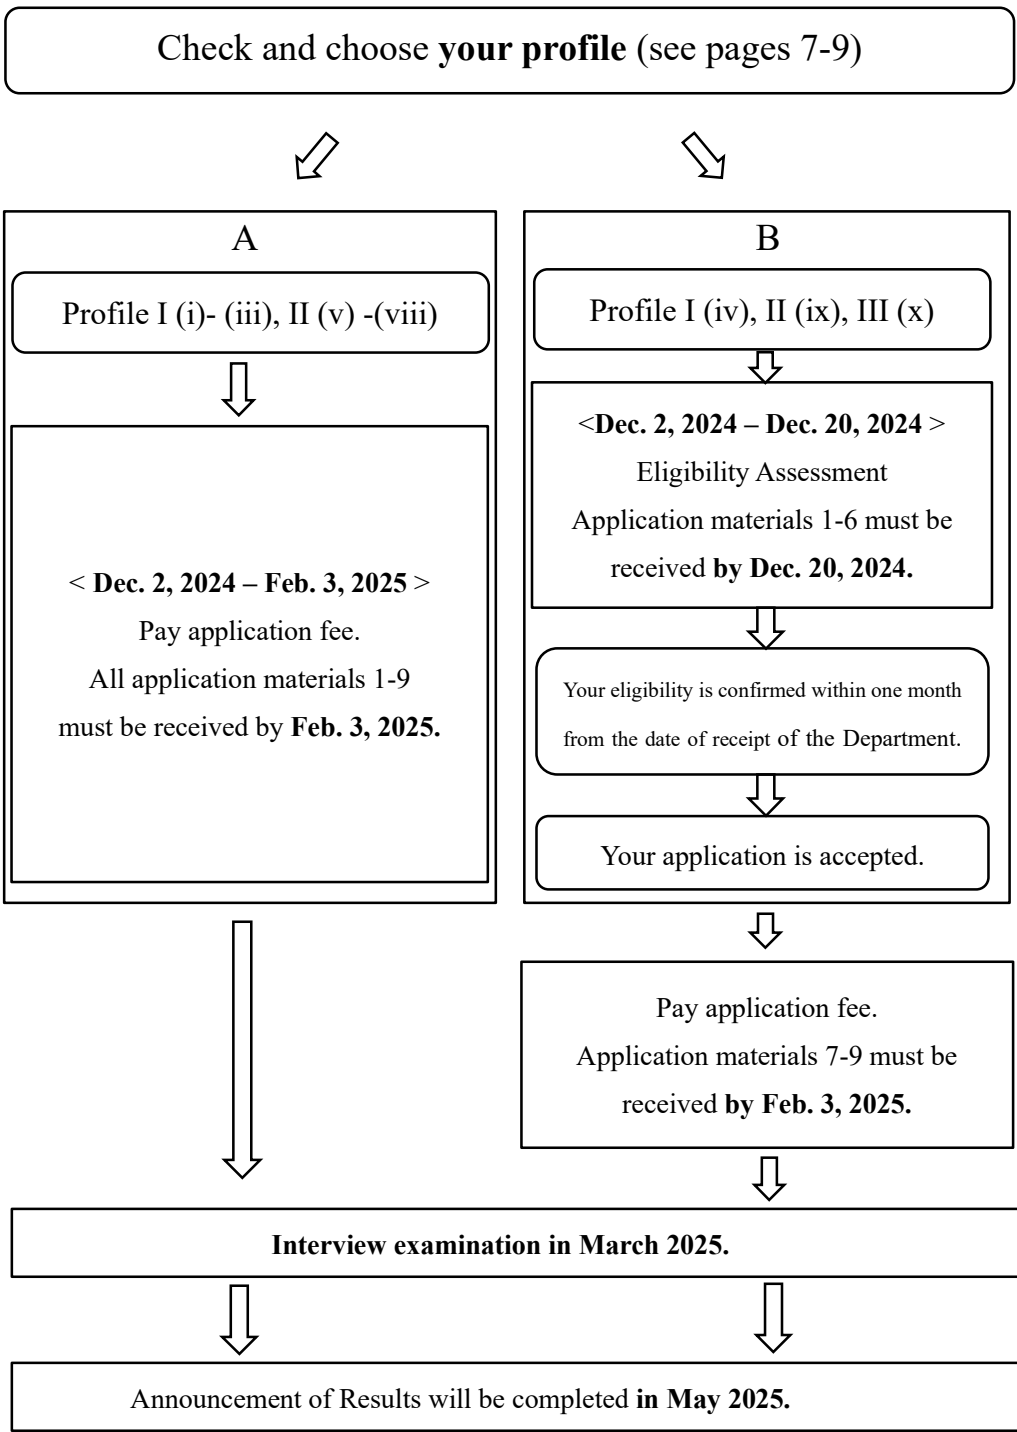 Check and choose your profile (see pages 7-9)
A
Profile I (i)- (iii), II (v) -(viii)
< Dec. 2, 2024 – Feb. 3, 2025 >
Pay application fee.
All application materials 1-9
must be received by Feb. 3, 2025.
B
Profile I (iv), II (ix), III (x)
<Dec. 2, 2024 – Dec. 20, 2024 >
Eligibility Assessment
Application materials 1-6 must be
received by Dec. 20, 2024.
Your eligibility is confirmed within one month
from the date of receipt of the Department.
Your application is accepted.
Pay application fee.
Application materials 7-9 must be
received by Feb. 3, 2025.
Interview examination in March 2025.
Announcement of Results will be completed in May 2025.